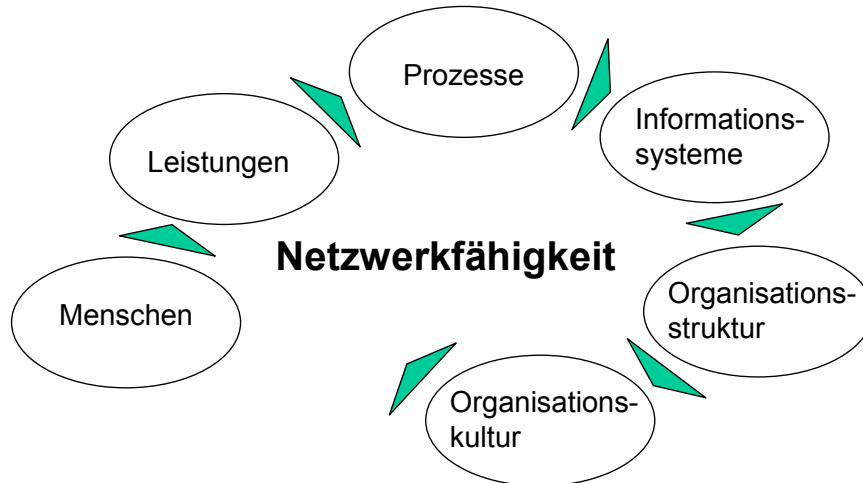 Prozesse
Informations-
systeme
Leistungen
Netzwerkfähigkeit
Organisations-
struktur
Menschen
Organisations-
kultur